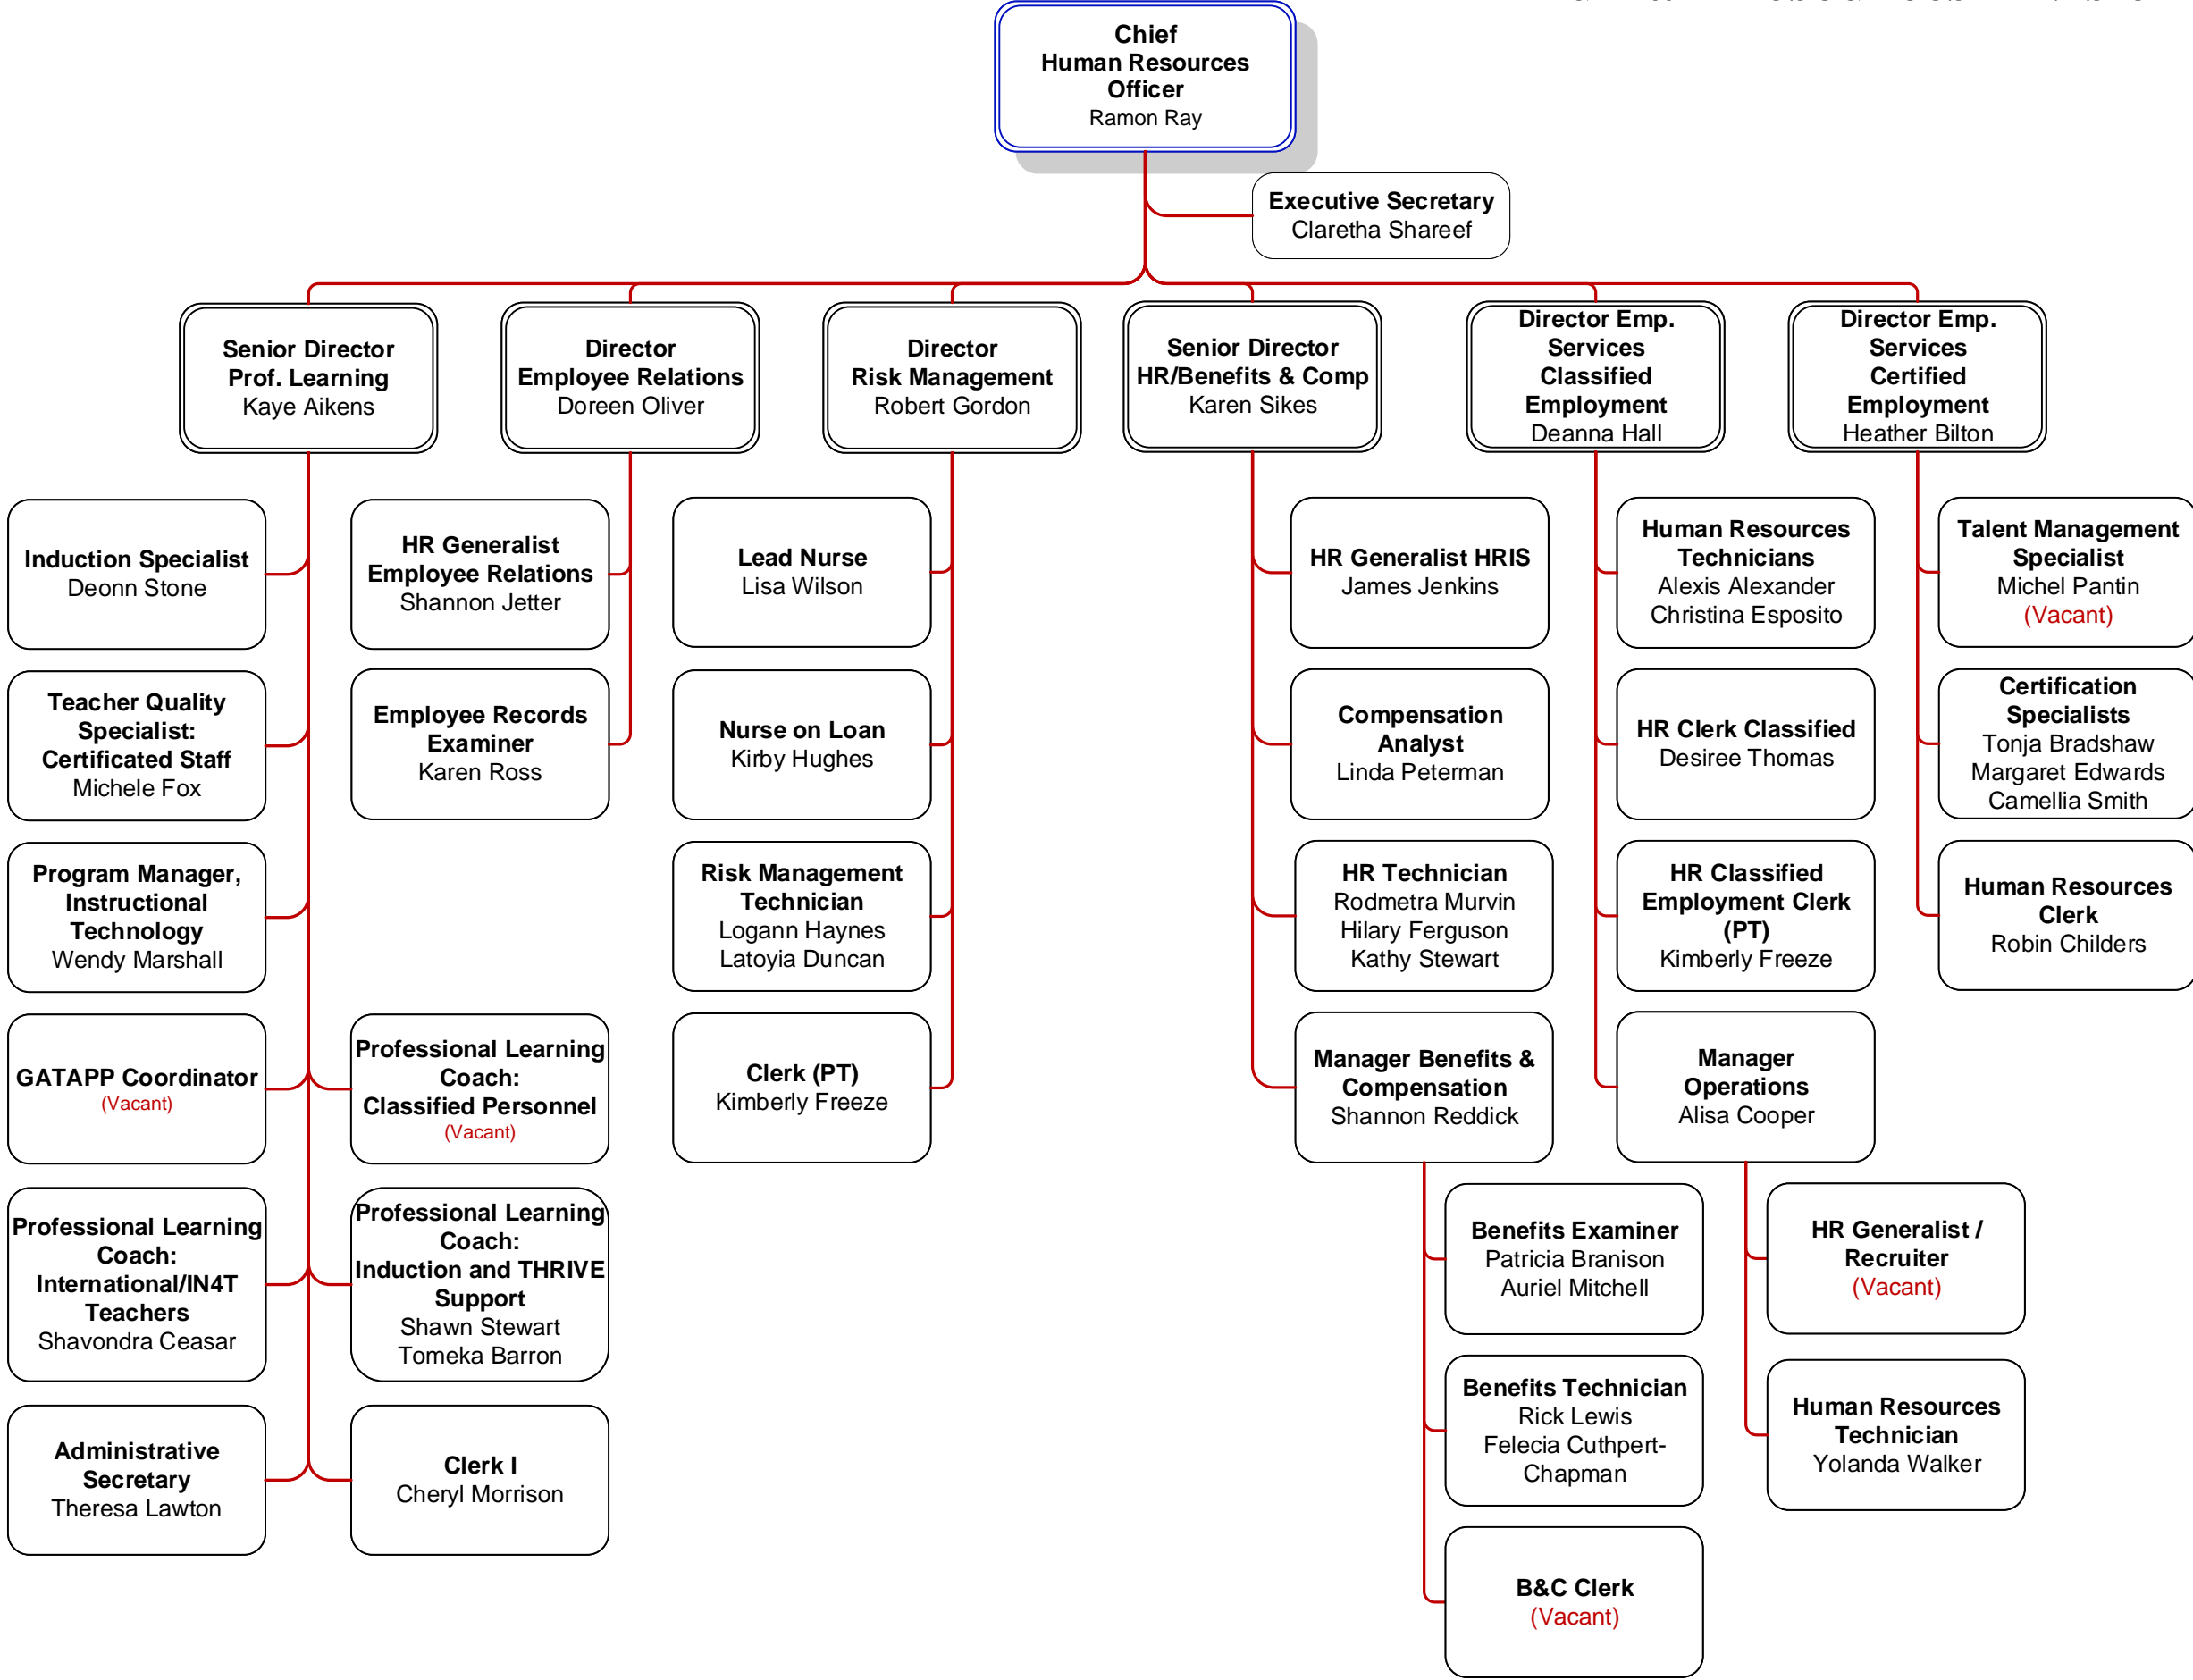 Chief
Human Resources
Officer
Ramon Ray
Executive Secretary
Claretha Shareef
Senior Director
Prof. Learning
Kaye Aikens
Director
Employee Relations
Doreen Oliver
Director
Risk Management
Robert Gordon
Senior Director
HR/Benefits & Comp
Karen Sikes
Director Emp.
Services
Classified
Employment
Deanna Hall
Director Emp.
Services
Certified
Employment
Heather Bilton
Induction Specialist
Deonn Stone
HR Generalist
Employee Relations
Shannon Jetter
Lead Nurse
Lisa Wilson
HR Generalist HRIS
James Jenkins
Human Resources
Technicians
Alexis Alexander
Christina Esposito
Talent Management
Specialist
Michel Pantin
(Vacant)
Teacher Quality
Specialist:
Certificated Staff
Michele Fox
Employee Records
Examiner
Karen Ross
Nurse on Loan
Kirby Hughes
Compensation
Analyst
Linda Peterman
HR Clerk Classified
Desiree Thomas
Certification
Specialists
Tonja Bradshaw
Margaret Edwards
Camellia Smith
Program Manager,
Instructional
Technology
Wendy Marshall
Risk Management
Technician
Logann Haynes
Latoyia Duncan
HR Technician
Rodmetra Murvin
Hilary Ferguson
Kathy Stewart
HR Classified
Employment Clerk
(PT)
Kimberly Freeze
Human Resources
Clerk
Robin Childers
GATAPP Coordinator
(Vacant)
Professional Learning
Coach:
Classified Personnel
(Vacant)
Clerk (PT)
Kimberly Freeze
Manager Benefits &
Compensation
Shannon Reddick
Manager
Operations
Alisa Cooper
Professional Learning
Coach:
International/IN4T
Teachers
Shavondra Ceasar
Professional Learning
Coach:
Induction and THRIVE
Support
Shawn Stewart
Tomeka Barron
Benefits Examiner
Patricia Branison
Auriel Mitchell
HR Generalist /
Recruiter
(Vacant)
Administrative
Secretary
Theresa Lawton
Clerk I
Cheryl Morrison
Benefits Technician
Rick Lewis
Felecia Cuthpert-
Chapman
Human Resources
Technician
Yolanda Walker
B&C Clerk
(Vacant)